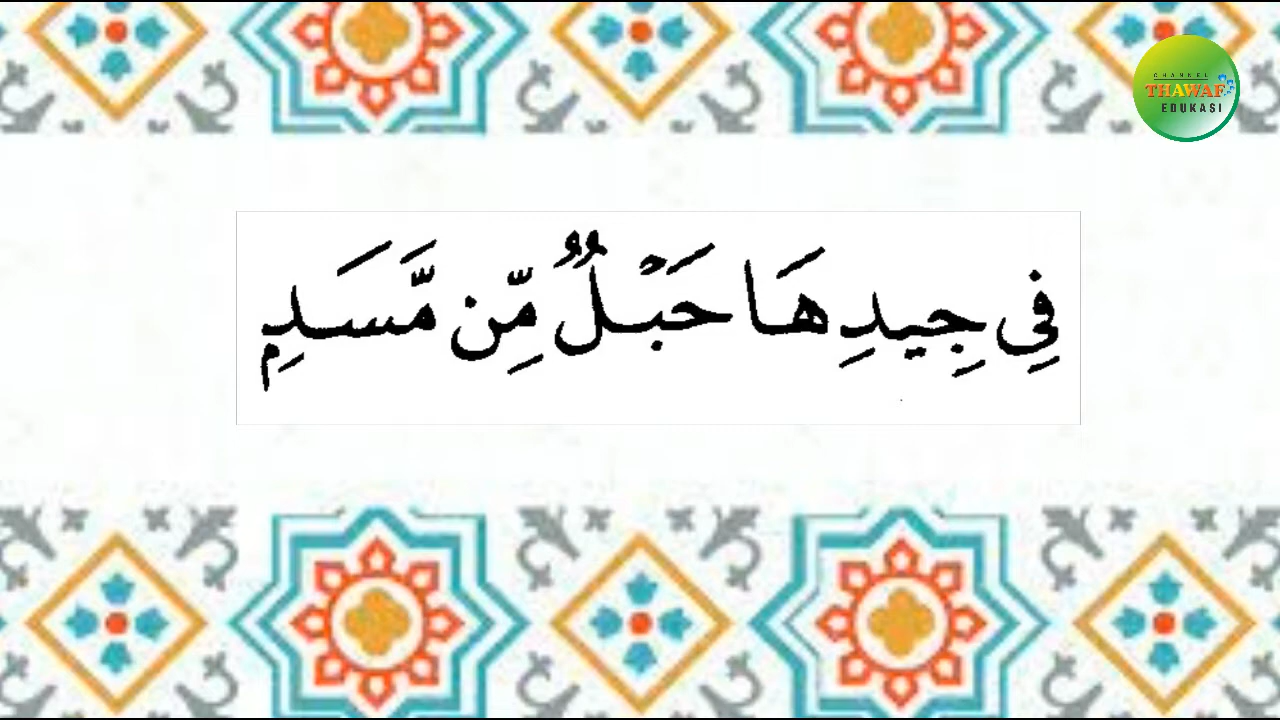 CHANNEL
THAWAF
EDUKASI
فِي جِيدِهَا حَبْلٌ مِّن مَّسَدِۭ